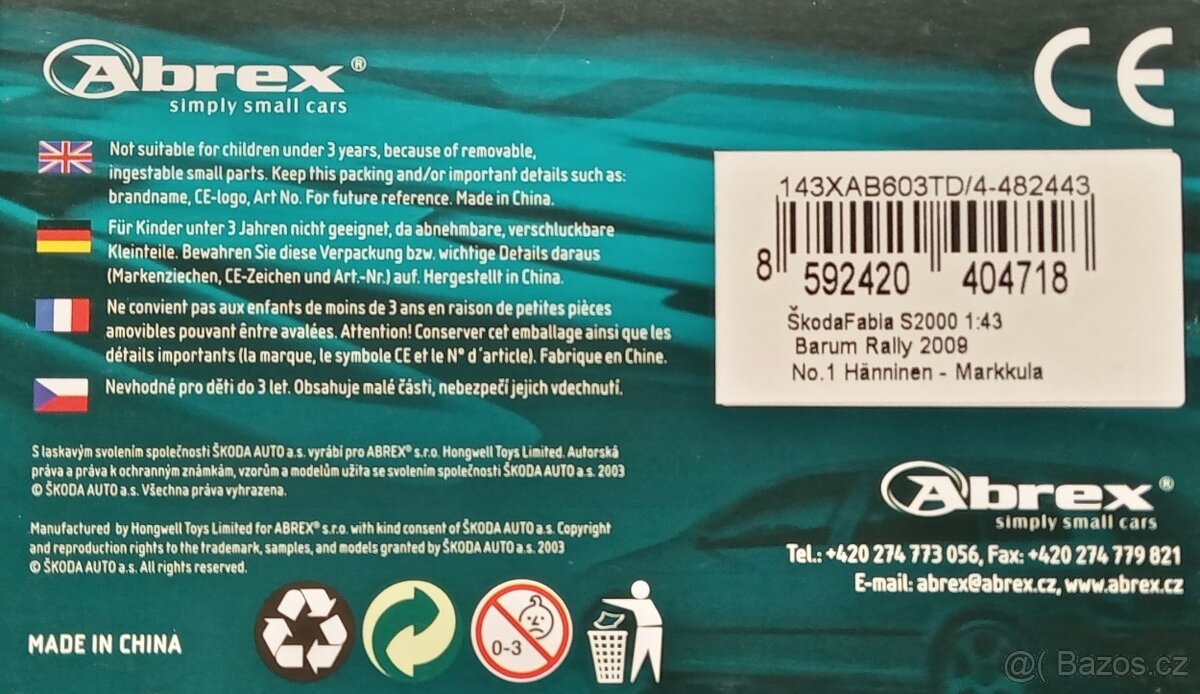 Abrex®
simply small cars
CE
Not suitable for children under 3 years, because of removable,
ingestable small parts. Keep this packing and/or important details such as:
brandname, CE-logo, Art No. For future reference. Made in China.
Für Kinder unter 3 Jahren nicht geeignet, da abnehmbare, verschluckbare
Kleinteile. Bewahren Sie diese Verpackung bzw. wichtige Details daraus
(Markenziechen, CE-Zeichen und Art.-Nr.) auf. Hergestellt in China.
Ne convient pas aux enfants de moins de 3 ans en raison de petites pièces
amovibles pouvant êntre avalées. Attention! Conserver cet emballage ainsi que les
détails importants (la marque, le symbole CE et le N° d´article). Fabrique en Chine.
Nevhodné pro děti do 3 let. Obsahuje malé části, nebezpečí jejich vdechnutí.
143XAB603TD/4-482443
8 592420 404718
ŠkodaFabia S2000 1:43
Barum Rally 2009
No.1 Hänninen - Markkula
S laskavým svolením společnosti ŠKODA AUTO a.s. vyrábí pro ABREX® s.r.o. Hongwell Toys Limited. Autorská
práva a práva k ochranným známkám, vzorům a modelům užita se svolením společnosti ŠKODA AUTO a.s. 2003
© ŠKODA AUTO a.s. Všechna práva vyhrazena.
Manufactured by Hongwell Toys Limited for ABREX® s.r.o. with kind consent of ŠKODA AUTO a.s. Copyright
and reproduction rights to the trademark, samples, and models granted by ŠKODA AUTO a.s. 2003
© ŠKODA AUTO a.s. All rights reserved.
Abrex®
simply small cars
Tel.: +420 274 773 056, Fax: +420 274 779 821
E-mail: abrex@abrex.cz, www.abrex.cz
MADE IN CHINA
0-3
@( Bazos.cz